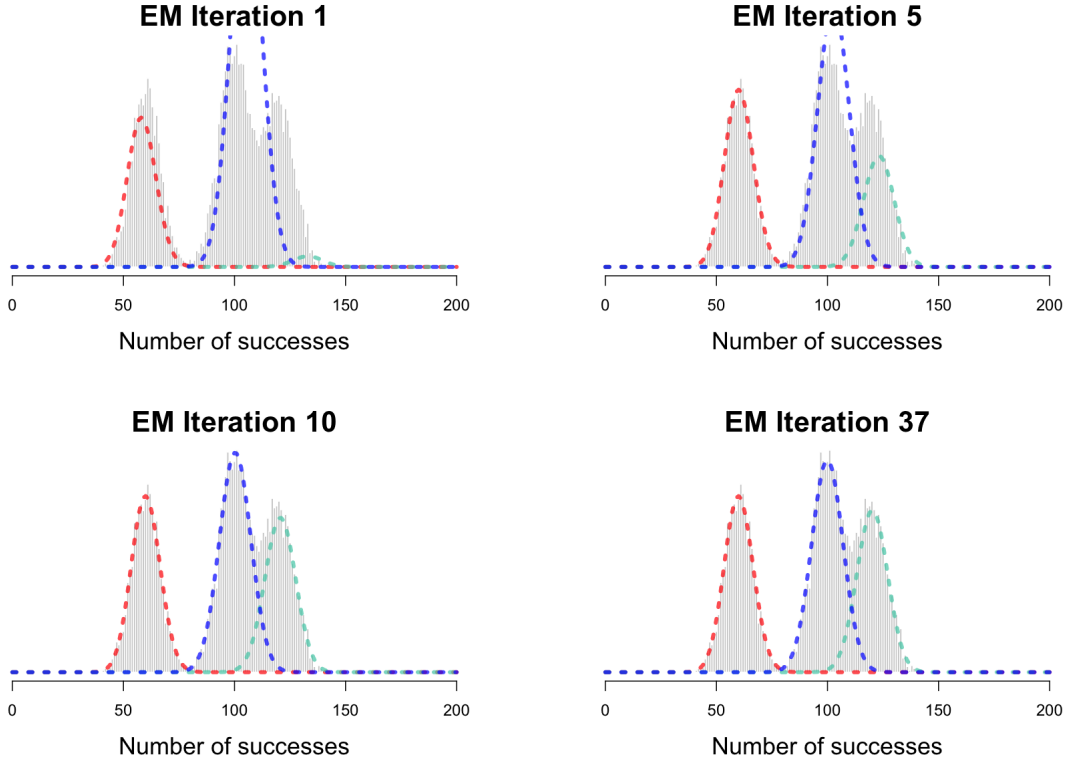 EM Iteration 1
EM Iteration 5
0 50 100 150 200
0 50 100 150 200
Number of successes
Number of successes
EM Iteration 10
EM Iteration 37
0 50 100 150 200
0 50 100 150 200
Number of successes
Number of successes